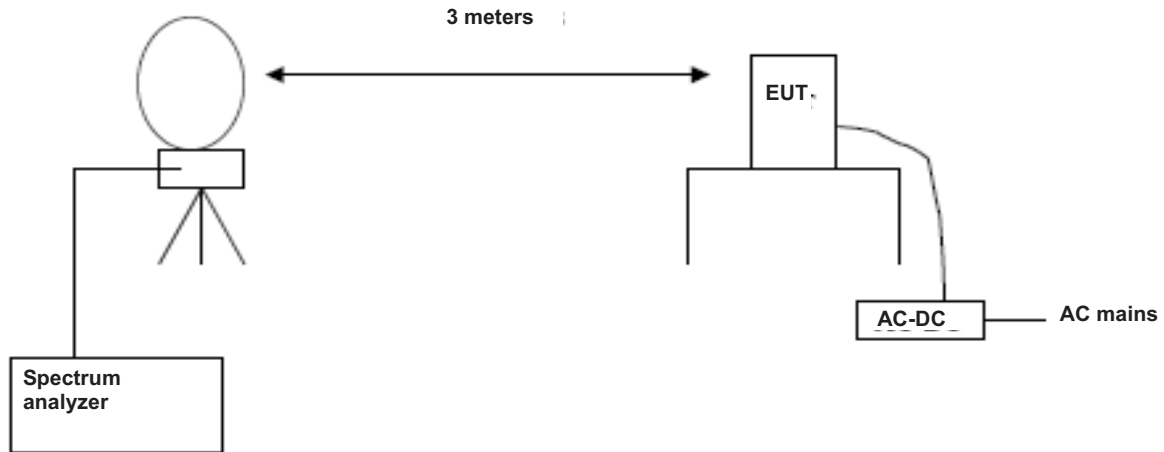 3 meters
EUT
AC-DC
AC mains
Spectrum
analyzer